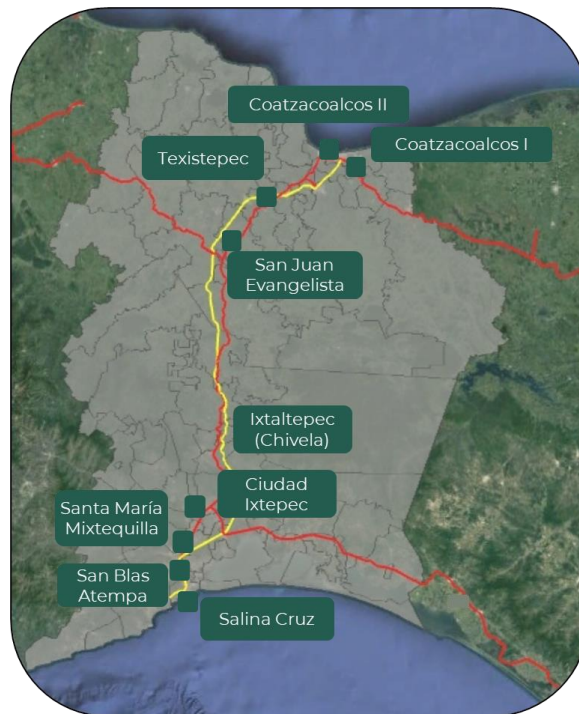 Coatzacoalcos II
Coatzacoalcos I
Texistepec
San Juan
Evangelista
Ixtaltepec
(Chivela)
Ciudad
Ixtepec
Santa María
Mixtequilla
San Blas
Atempa
Salina Cruz